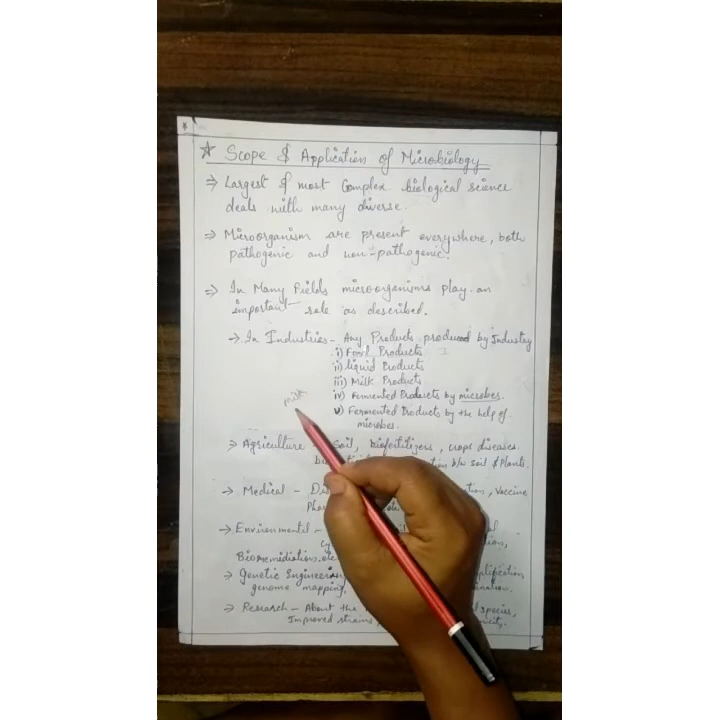 * Scope & Application of Microbiology
⇒ Largest & most Complex biological science
deals with many diverse.
⇒ Microorganism are present everywhere, both
pathogenic and non-pathogenic.
⇒ In Many Fields microorganisms play an
important role as described.
→ In Industries - Any Products produced by Industry
i) Food Products
ii) liquid Products
iii) Milk Products
iv) Fermented Products by microbes.
v) Fermented Products by the help of
microbes.
milk
→ Agriculture Soil, biofertilizers, crops diseases
b/w soil & Plants.
→ Medical - Vaccine
→ Environmentl -
Bioremidiations. etc
→ Genetic Engineering
genome mapping,
→ Research - About the species,
Improved strains,